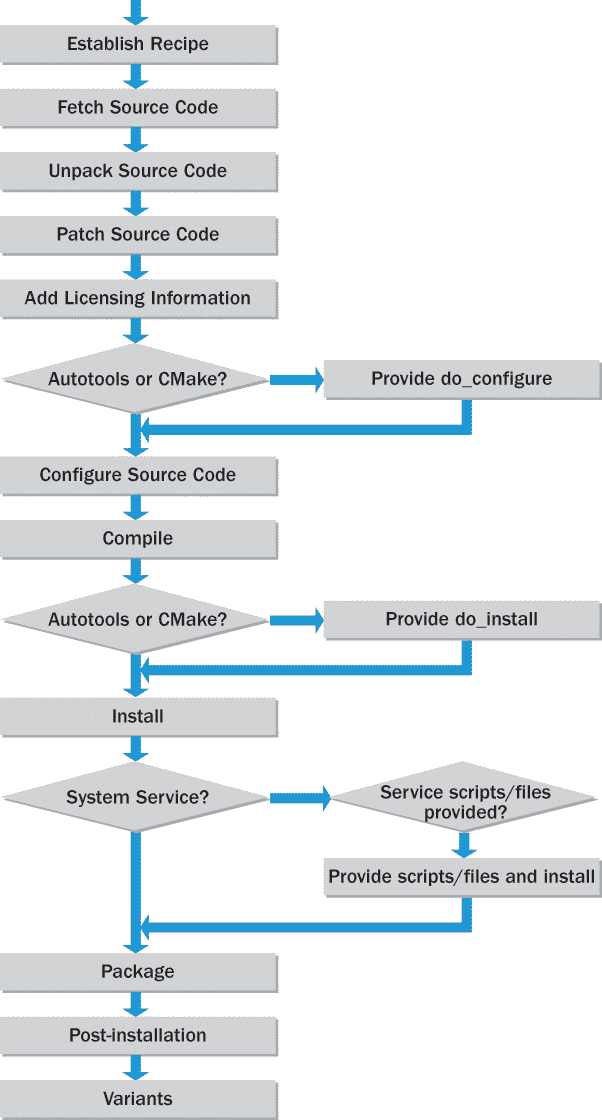 Establish Recipe
Fetch Source Code
Unpack Source Code
Patch Source Code
Add Licensing Information
Autotools or CMake?
Provide do_configure
Configure Source Code
Compile
Autotools or CMake?
Provide do_install
Install
System Service?
Service scripts/files
provided?
Provide scripts/files and install
Package
Post-installation
Variants